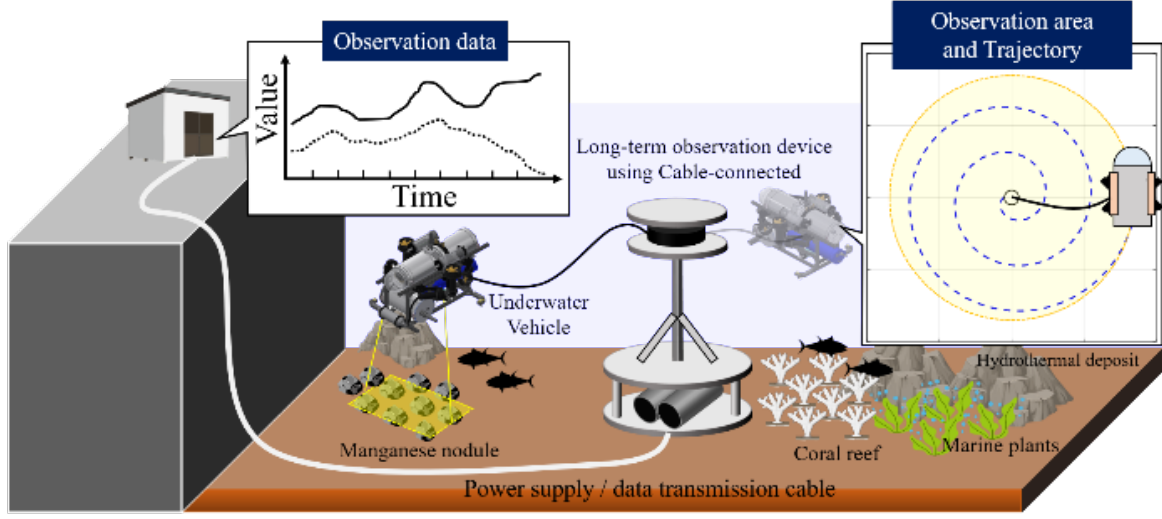 Observation data
Value
Time
Observation area
and Trajectory
Long-term observation device
using Cable-connected
Underwater
Vehicle
Hydrothermal deposit
Manganese nodule
Coral reef
Marine plants
Power supply / data transmission cable